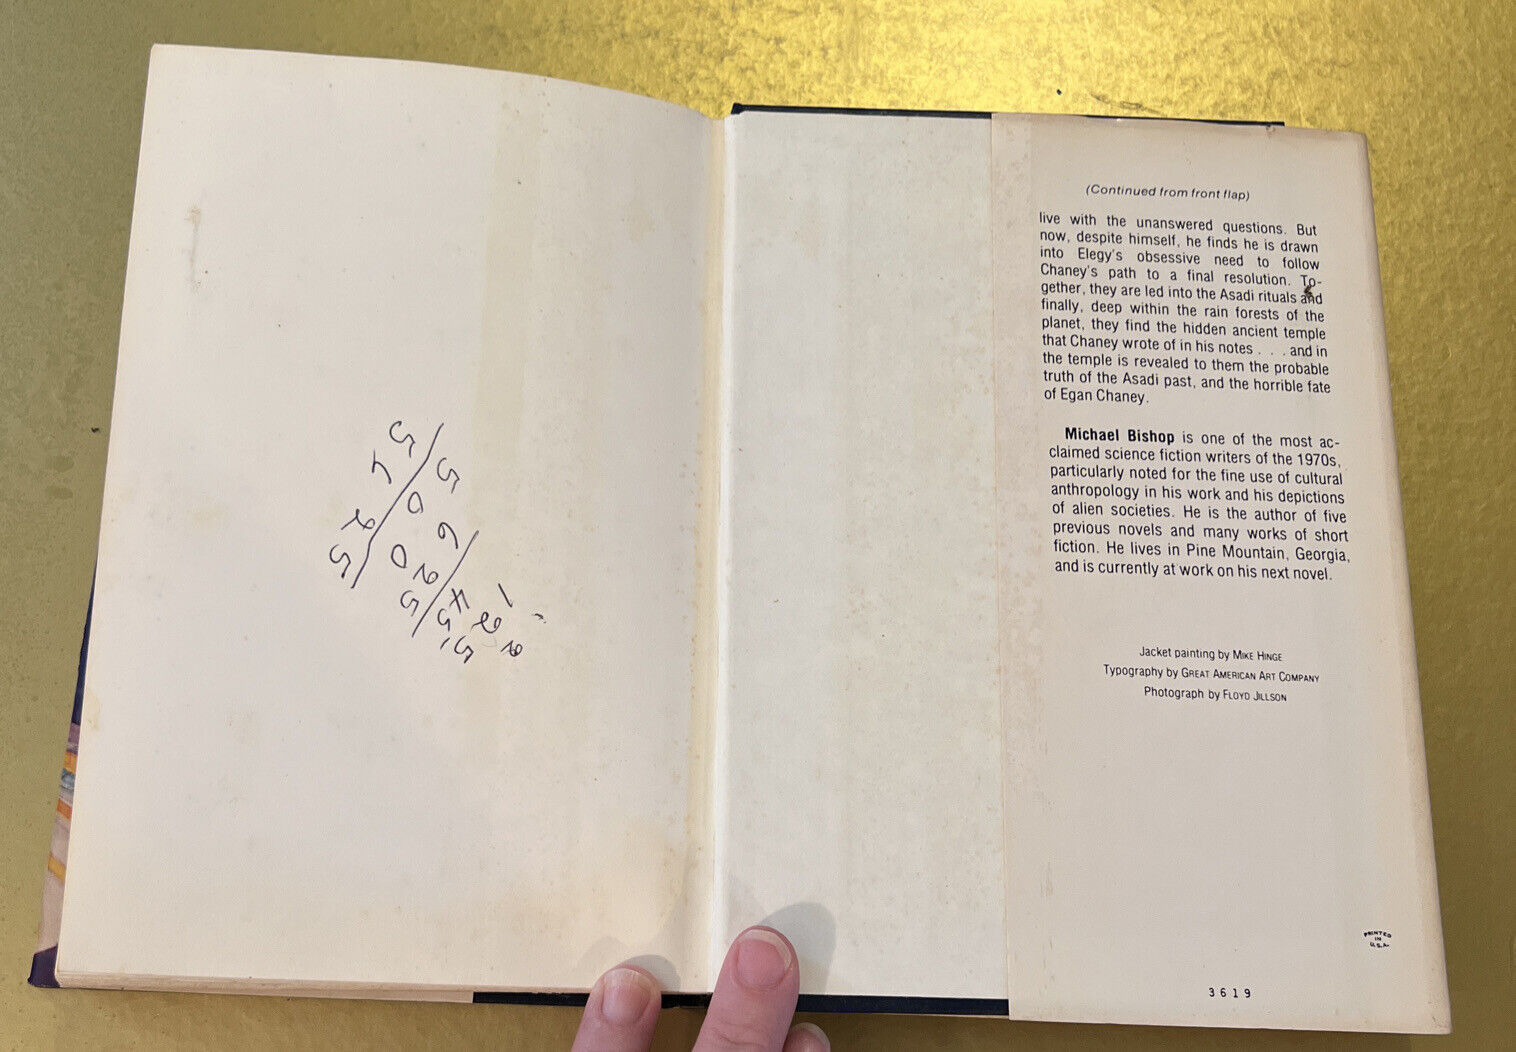 2
125
45
625
500
5625
(Continued from front flap)
live with the unanswered questions. But
now, despite himself, he finds he is drawn
into Elegy's obsessive need to follow
Chaney's path to a final resolution. To-
gether, they are led into the Asadi rituals and
finally, deep within the rain forests of the
planet, they find the hidden ancient temple
that Chaney wrote of in his notes . . . and in
the temple is revealed to them the probable
truth of the Asadi past, and the horrible fate
of Egan Chaney.
Michael Bishop is one of the most ac-
claimed science fiction writers of the 1970s,
particularly noted for the fine use of cultural
anthropology in his work and his depictions
of alien societies. He is the author of five
previous novels and many works of short
fiction. He lives in Pine Mountain, Georgia,
and is currently at work on his next novel.
Jacket painting by MIKE HINGE
Typography by GREAT AMERICAN ART COMPANY
Photograph by FLOYD JILLSON
PRINTED
IN
U.S.A.
3619